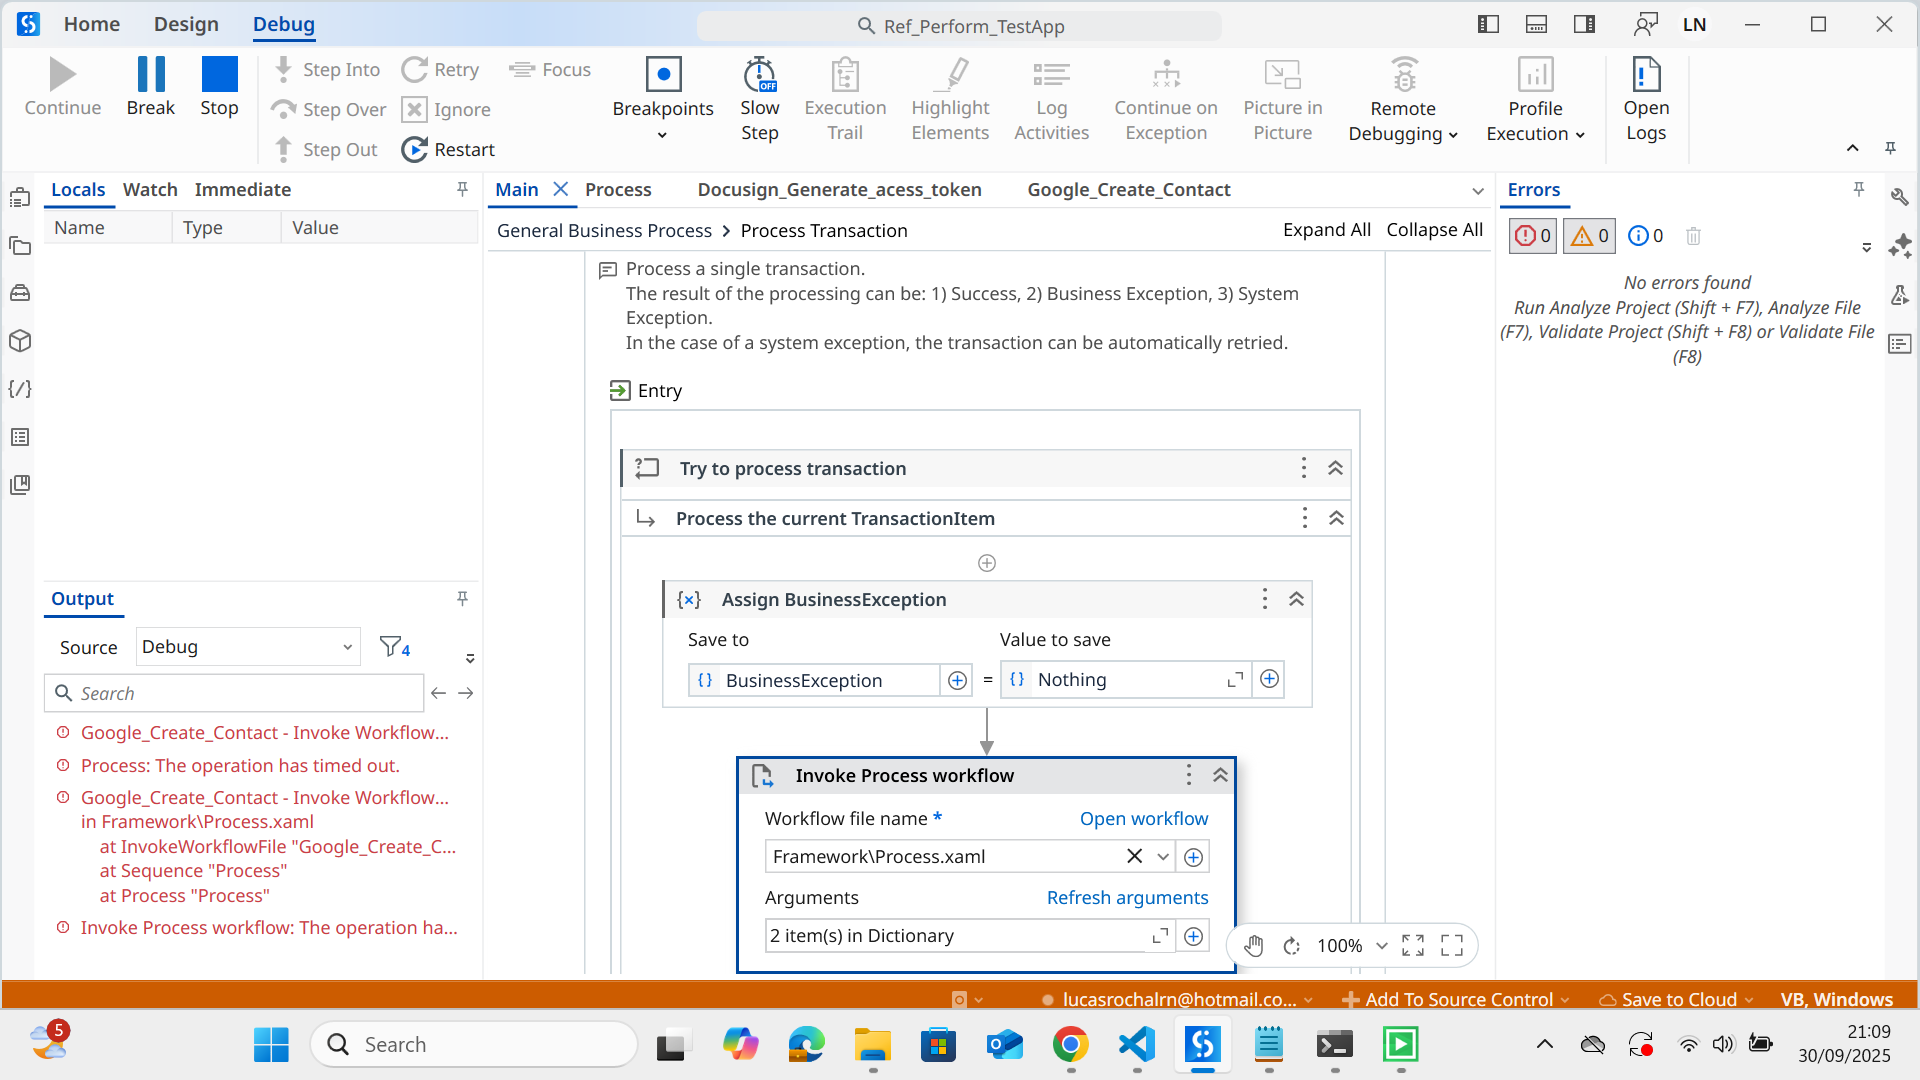 Home
Design
Debug
Ref_Perform_TestApp
LN
Continue
Break
Stop
Step Into
Step Over
Step Out
Retry
Ignore
Restart
Focus
Breakpoints
Slow
Step
OFF
Execution
Trail
Highlight
Elements
Log
Activities
Continue on
Exception
Picture in
Picture
Remote
Debugging
Profile
Execution
Open
Logs
Locals
Watch
Immediate
Name
Type
Value
Output
Source
Debug
4
Search
Google_Create_Contact - Invoke Workflow...
Process: The operation has timed out.
Google_Create_Contact - Invoke Workflow...
in Framework\Process.xaml
at InvokeWorkflowFile "Google_Create_C...
at Sequence "Process"
at Process "Process"
Invoke Process workflow: The operation ha...
Main
Process
Docusign_Generate_acess_token
Google_Create_Contact
General Business Process > Process Transaction
Expand All
Collapse All
Process a single transaction.
The result of the processing can be: 1) Success, 2) Business Exception, 3) System
Exception.
In the case of a system exception, the transaction can be automatically retried.
Entry
Try to process transaction
Process the current TransactionItem
Assign BusinessException
Save to
Value to save
BusinessException
=
Nothing
Invoke Process workflow
Workflow file name *
Open workflow
Framework\Process.xaml
Arguments
Refresh arguments
2 item(s) in Dictionary
100%
Errors
0
0
0
No errors found
Run Analyze Project (Shift + F7), Analyze File
(F7), Validate Project (Shift + F8) or Validate File
(F8)
lucasrochalrn@hotmail.co...
Add To Source Control
Save to Cloud
VB, Windows
5
Search
21:09
30/09/2025